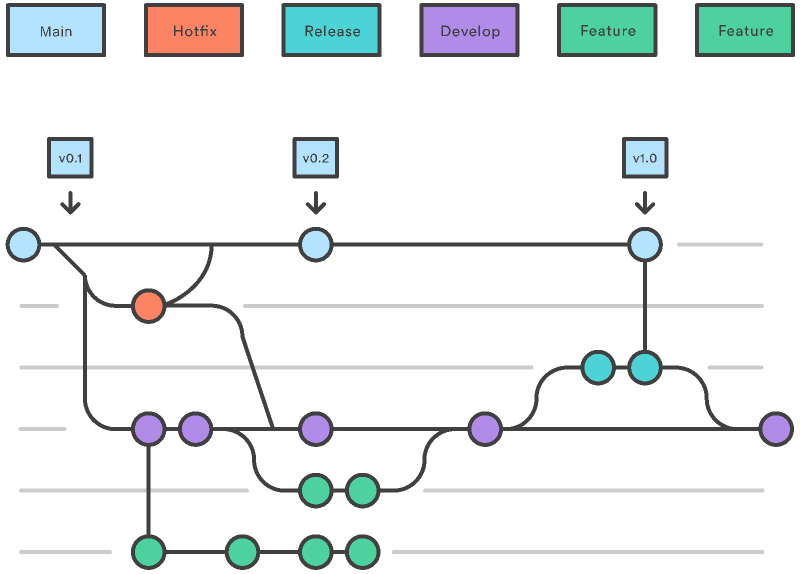 Main
Hotfix
Release
Develop
Feature
Feature
v0.1
v0.2
v1.0